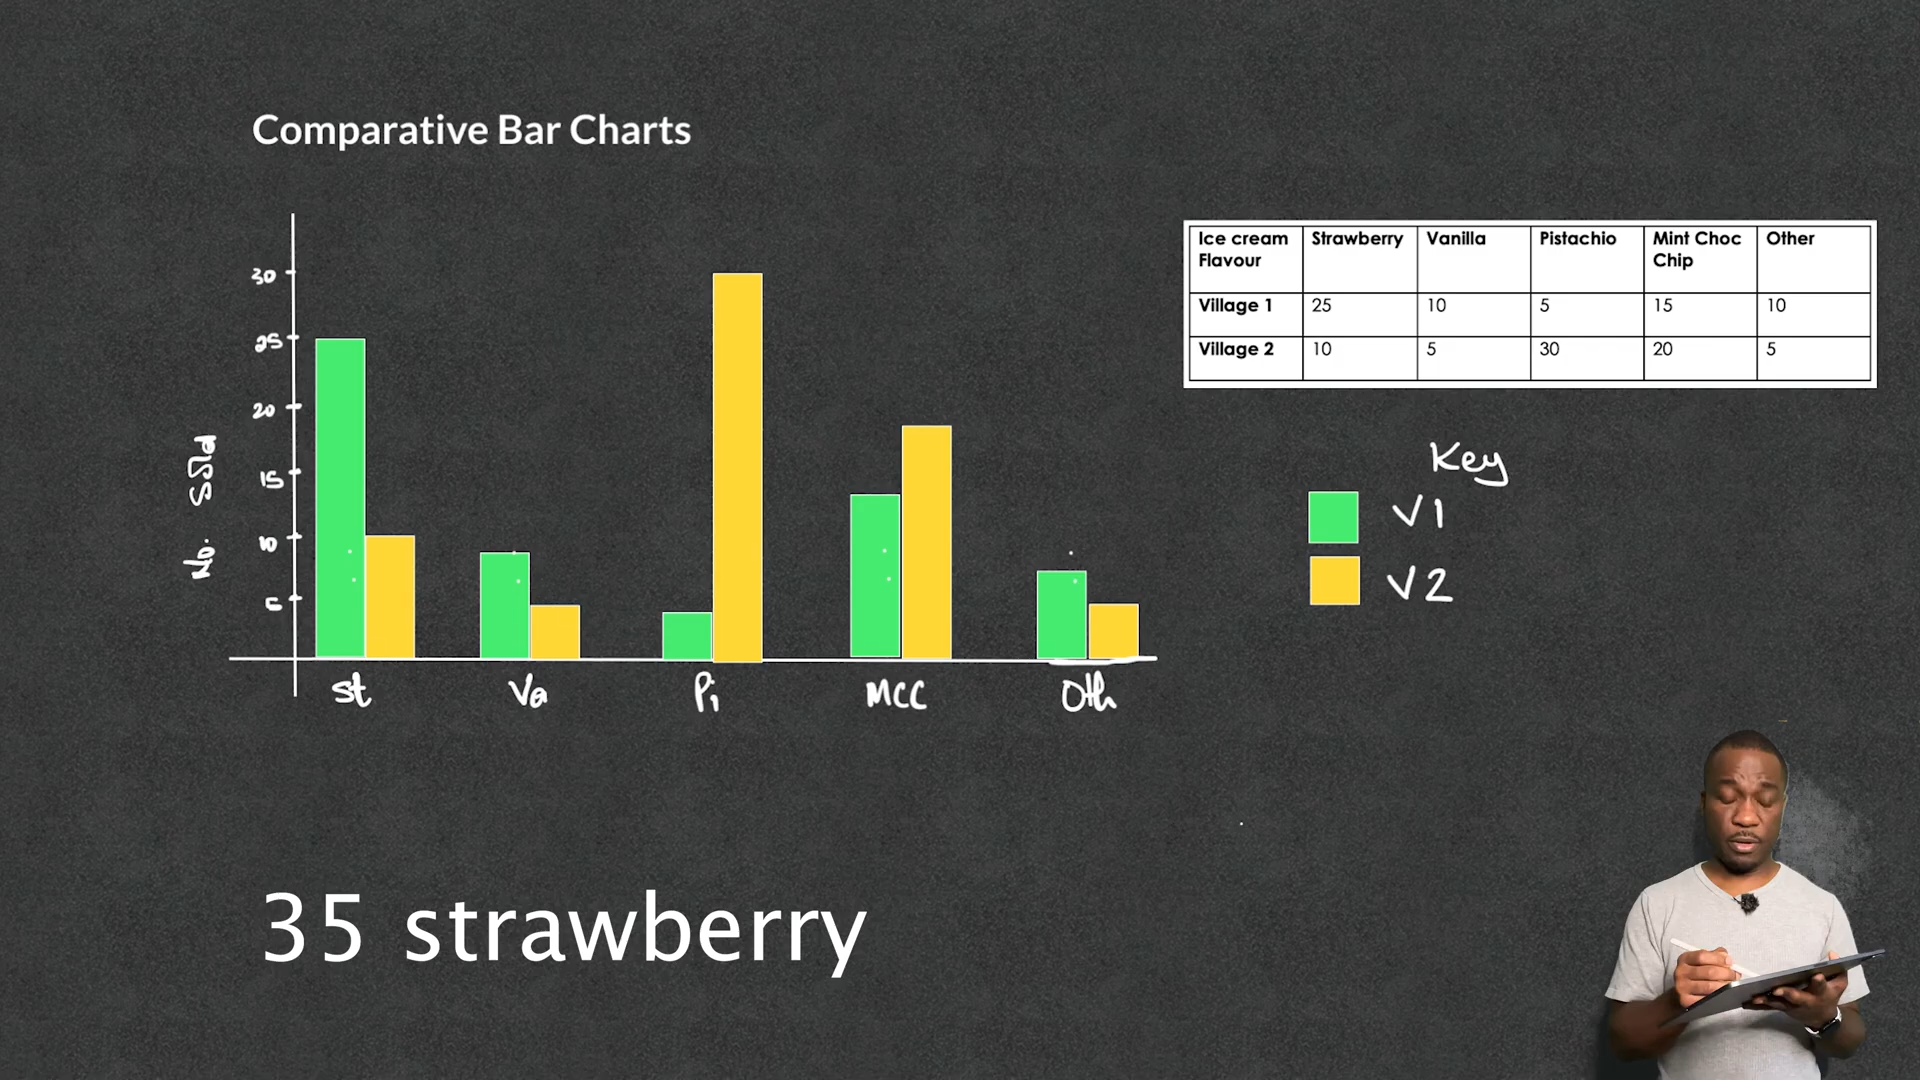 Comparative Bar Charts
Ice cream Flavour Strawberry Vanilla Pistachio Mint Choc Chip Other
Village 1 25 10 5 15 10
Village 2 10 5 30 20 5
No. Sold
30
25
20
15
10
5
St Va Pi MCC Oth
Key
V1
V2
35 strawberry